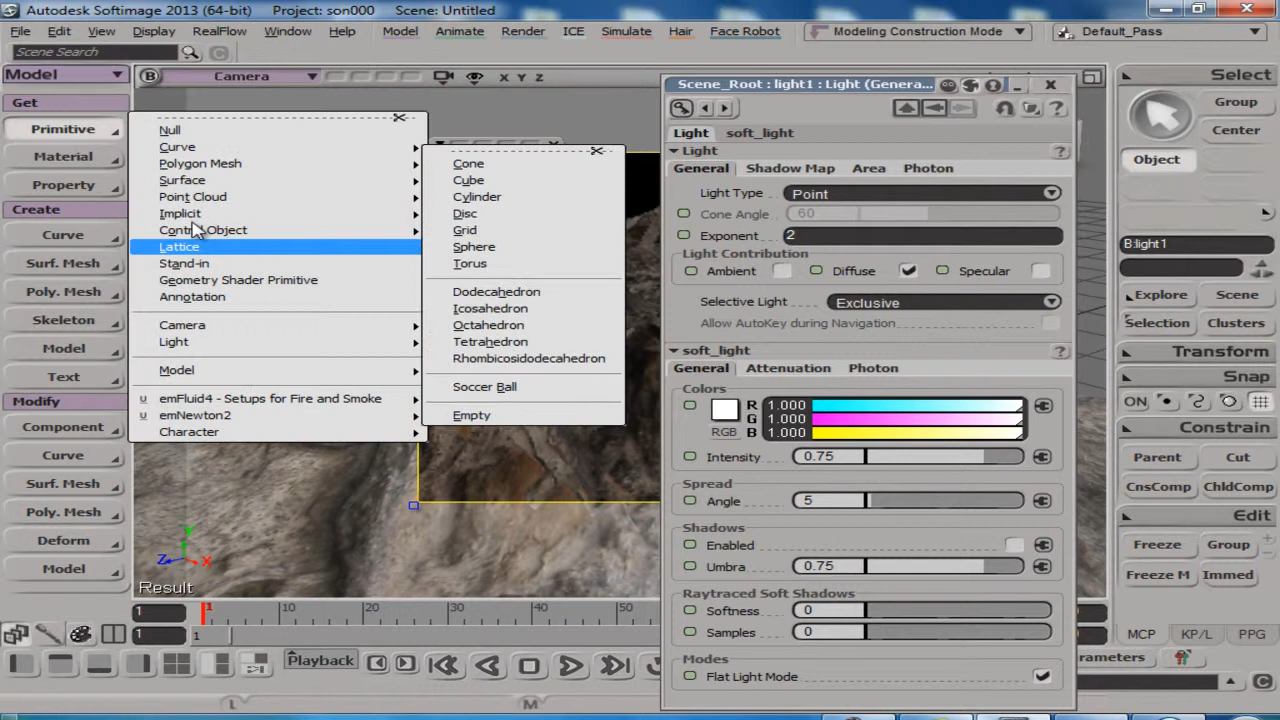 Autodesk Softimage 2013 (64-bit) Project: son000 Scene: Untitled
File Edit View Display RealFlow Window Help Model Animate Render ICE Simulate Hair Face Robot Modeling Construction Mode Default_Pass
Scene Search C
Model
Get
Primitive
Material
Property
Create
Curve
Surf. Mesh
Poly. Mesh
Skeleton
Model
Text
Modify
Component
Curve
Surf. Mesh
Poly. Mesh
Deform
Model
B Camera X Y Z
Null
Curve
Polygon Mesh
Surface
Point Cloud
Implicit
Control Object
Lattice
Stand-in
Geometry Shader Primitive
Annotation
Camera
Light
Model
u emFluid4 - Setups for Fire and Smoke
u emNewton2
Character
Cone
Cube
Cylinder
Disc
Grid
Sphere
Torus
Dodecahedron
Icosahedron
Octahedron
Tetrahedron
Rhombicosidodecahedron
Soccer Ball
Empty
Y
Z X
Result
Scene_Root : light1 : Light (Genera...
Light soft_light
Light ?
General Shadow Map Area Photon
Light Type Point
Cone Angle 60
Exponent 2
Light Contribution
Ambient Diffuse Specular
Selective Light Exclusive
Allow AutoKey during Navigation
soft_light ?
General Attenuation Photon
Colors
R 1.000
G 1.000
RGB B 1.000
Intensity 0.75
Spread
Angle 5
Shadows
Enabled
Umbra 0.75
Raytraced Soft Shadows
Softness 0
Samples 0
Modes
Flat Light Mode
Select
Group
Center
Object
B:light1
Explore Scene
Selection Clusters
Transform
Snap
ON
Constrain
Parent Cut
CnsComp ChldComp
Edit
Freeze Group
Freeze M Immed
MCP KP/L PPG
1 1 10 20 30 40 50
1 1
Playback
L M